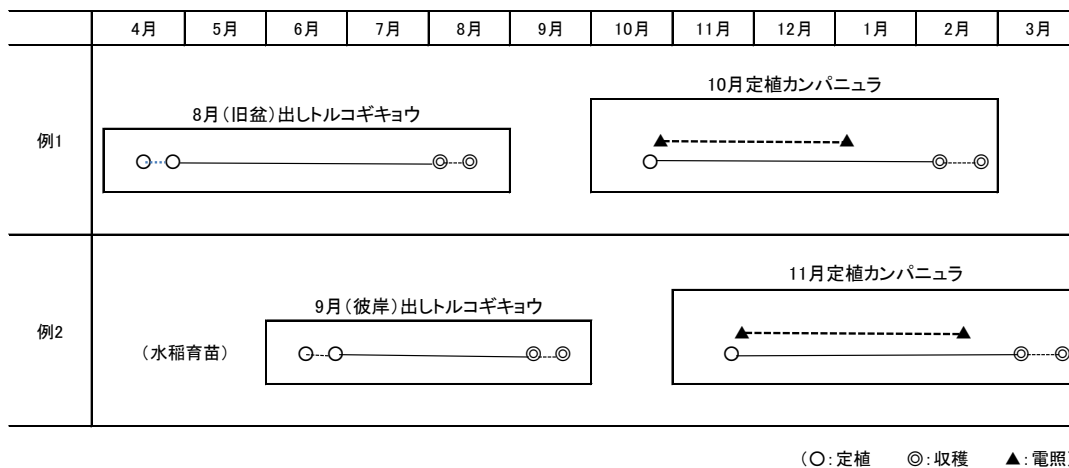 4月 5月 6月 7月 8月 9月 10月 11月 12月 1月 2月 3月
10月定植カンパニュラ
8月(旧盆)出しトルコギキョウ
例1
11月定植カンパニュラ
9月(彼岸)出しトルコギキョウ
例2
(水稲育苗)
(○:定植 ◎:収穫 ▲:電照)